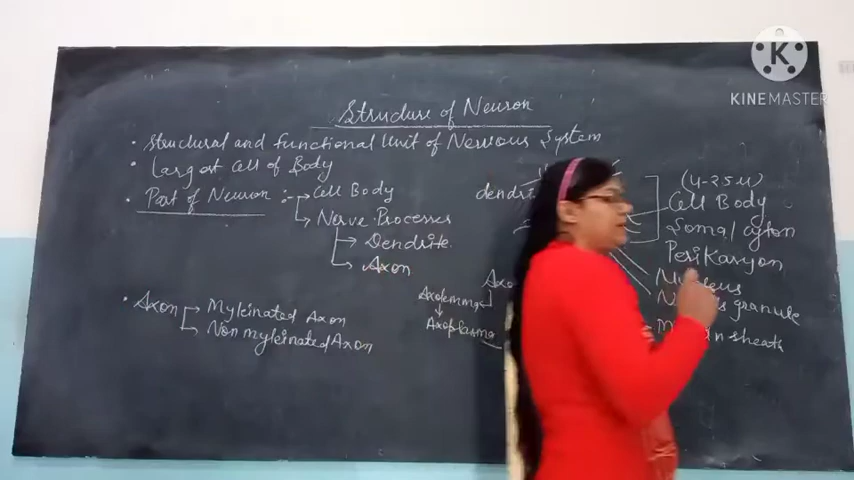 Structure of Neuron
• Structural and functional Unit of Nervous System
• Largest Cell of Body
• Part of Neuron :- → Cell Body
→ Nerve Processes
→ Dendrite
→ Axon
• Axon
Myleinated Axon
Non myleinated Axon
Axolemma
Axoplasma
(4-25 μ)
Cell Body
Soma/Cyton
Perikaryon
granule
sheath
K
KINEMASTER